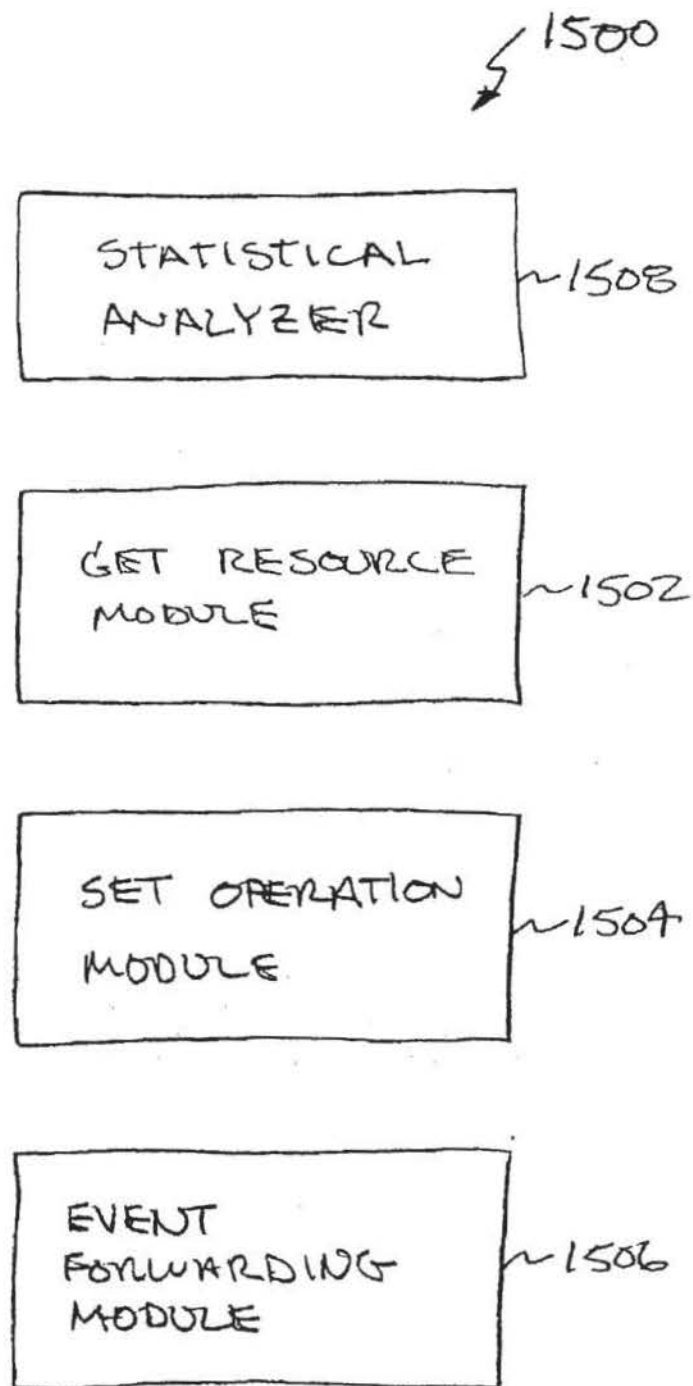 1500
STATISTICAL
ANALYZER
1508
GET RESOURCE
MODULE
1502
SET OPERATION
MODULE
1504
EVENT
FORWARDING
MODULE
1506